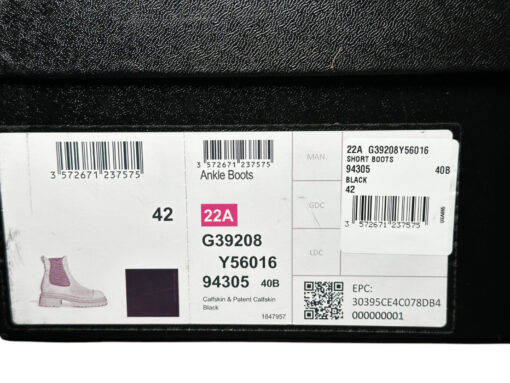 3 572671 237575
42
3 572671 237575
Ankle Boots
22A
G39208
Y56016
94305 40B
Calfskin & Patent Calfskin
Black
1847957
MAN.
GDC
LDC
22A G39208Y56016
SHORT BOOTS
94305 40B
BLACK
42
3 572671 237575
EPC:
30395CE4C078DB4
000000001